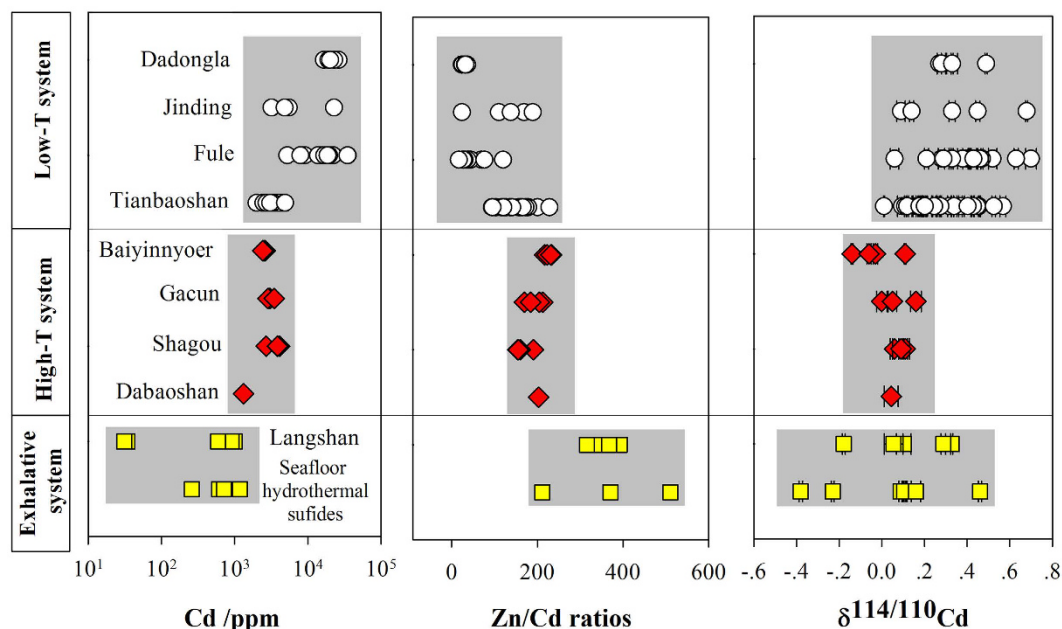 Low-T system
Dadongla
Jinding
Fule
Tianbaoshan
High-T system
Baiyinnyoer
Gacun
Shagou
Dabaoshan
Exhalative
system
Langshan
Seafloor
hydrothermal
sufides
10¹ 10² 10³ 10⁴ 10⁵
0 200 400 600
-.6 -.4 -.2 0.0 .2 .4 .6 .8
Cd /ppm
Zn/Cd ratios
δ¹¹⁴/¹¹⁰Cd